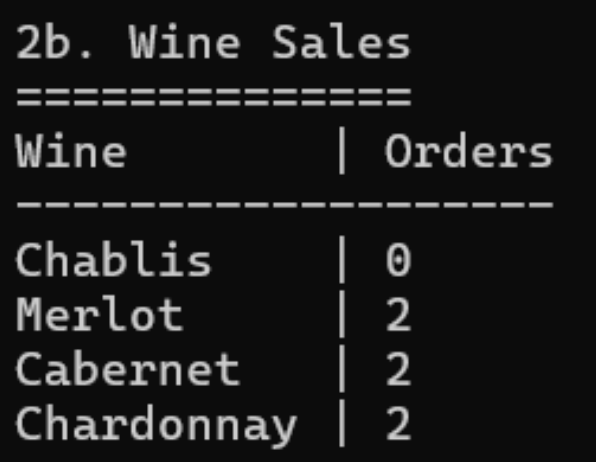 2b. Wine Sales
==============
Wine       | Orders
-------------------
Chablis    | 0
Merlot     | 2
Cabernet   | 2
Chardonnay | 2